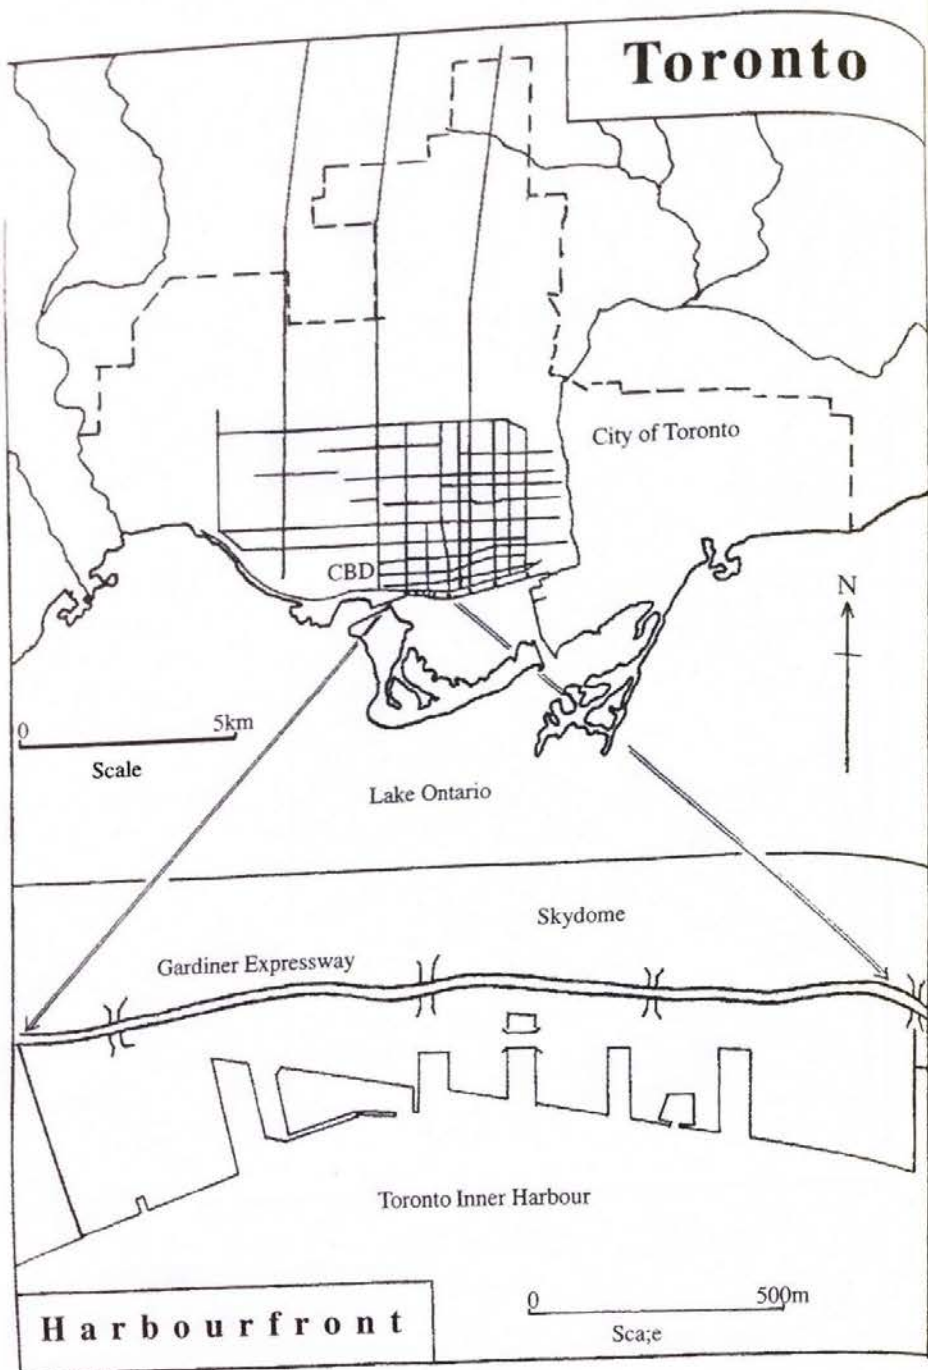 Toronto
City of Toronto
CBD
N
0 5km
Scale
Lake Ontario
Skydome
Gardiner Expressway
Toronto Inner Harbour
0 500m
Sca;e
Harbourfront